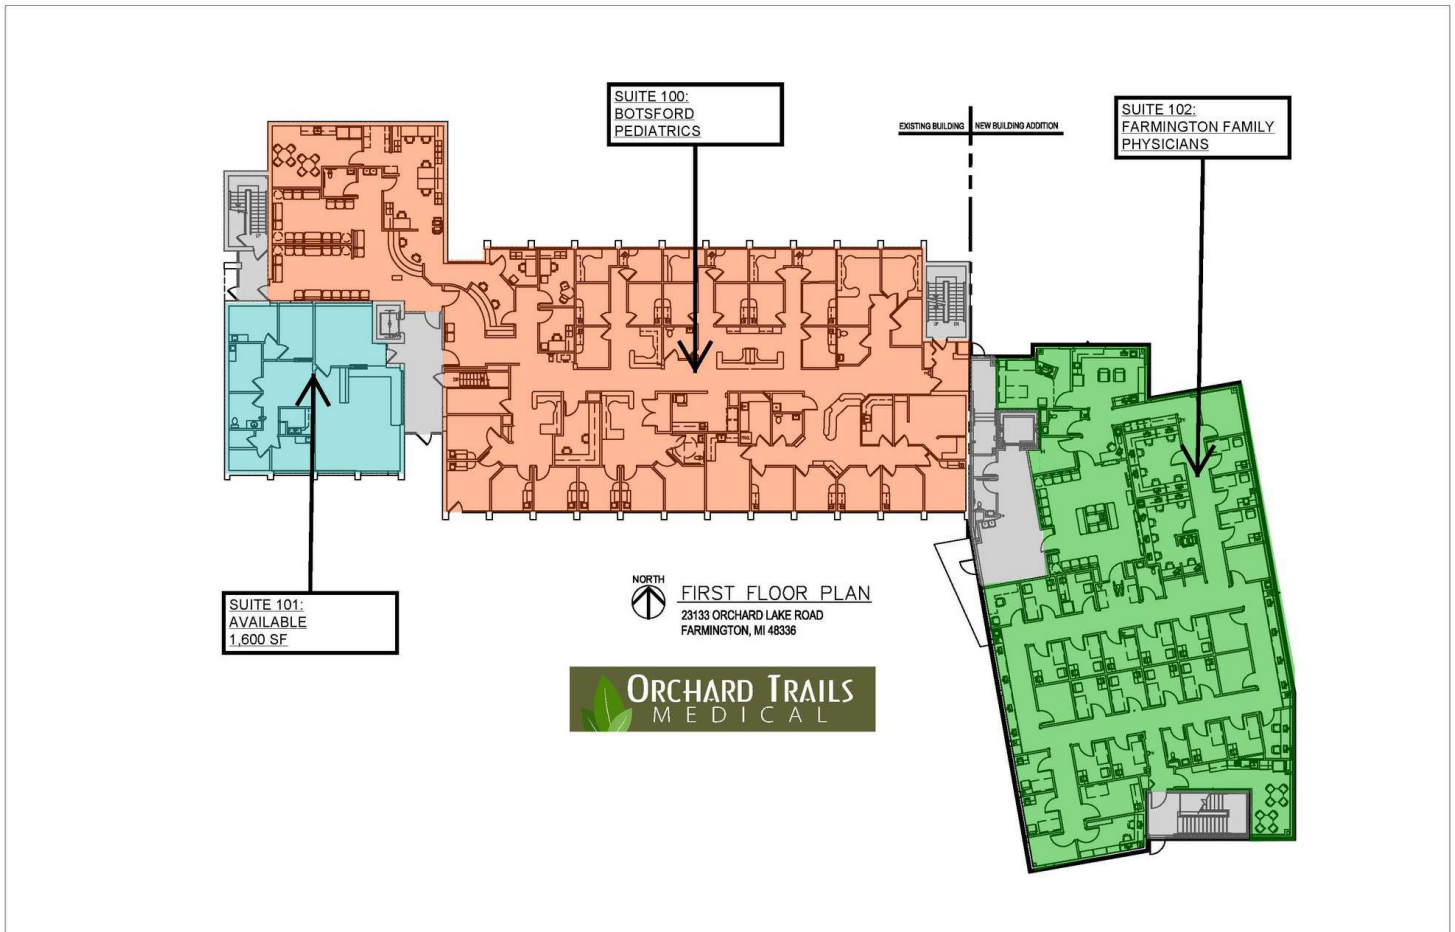 SUITE 100:
BOTSFORD
PEDIATRICS
EXISTING BUILDING
NEW BUILDING ADDITION
SUITE 102:
FARMINGTON FAMILY
PHYSICIANS
SUITE 101:
AVAILABLE
1,600 SF
NORTH
FIRST FLOOR PLAN
23133 ORCHARD LAKE ROAD
FARMINGTON, MI 48336
ORCHARD TRAILS
MEDICAL